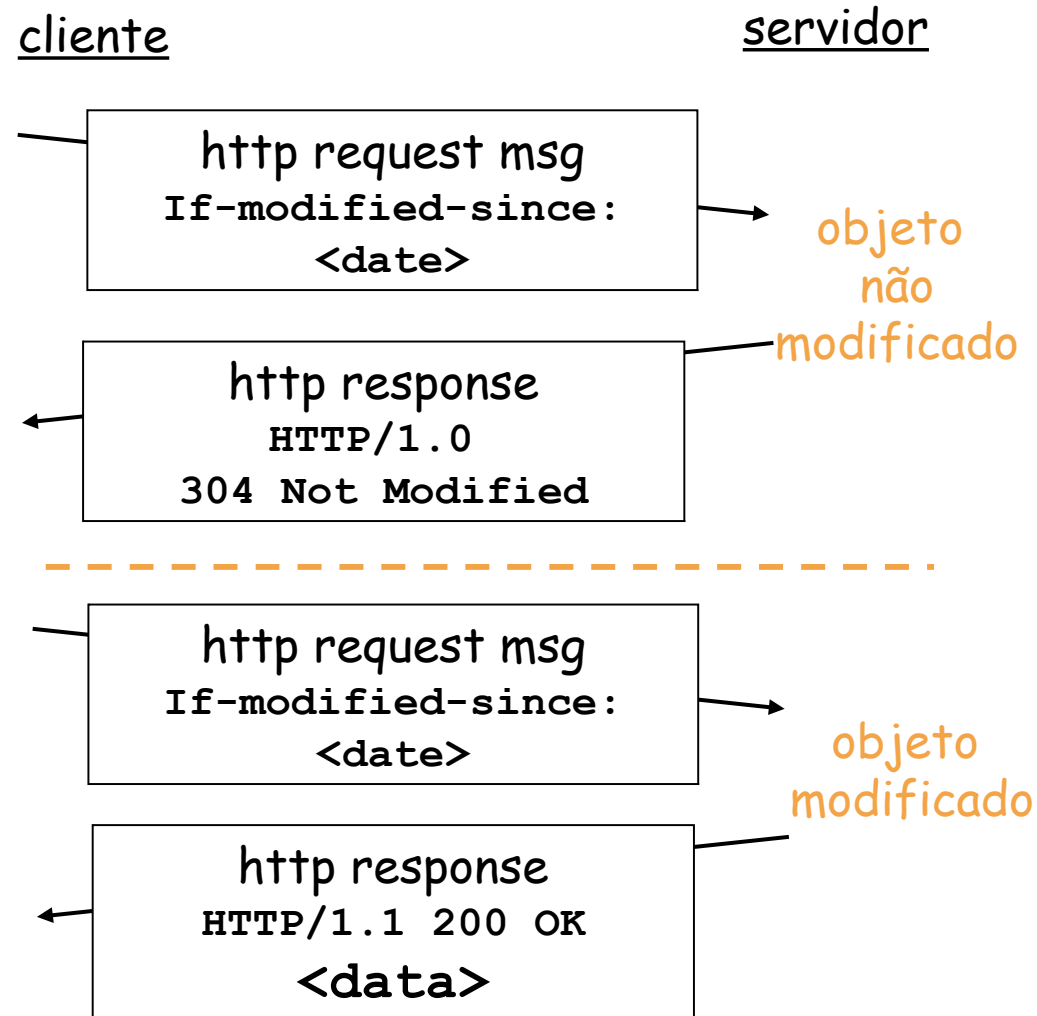 cliente
servidor
http request msg
If-modified-since:
<date>
objeto
não
modificado
http response
HTTP/1.0
304 Not Modified
http request msg
If-modified-since:
<date>
objeto
modificado
http response
HTTP/1.1 200 OK
<data>